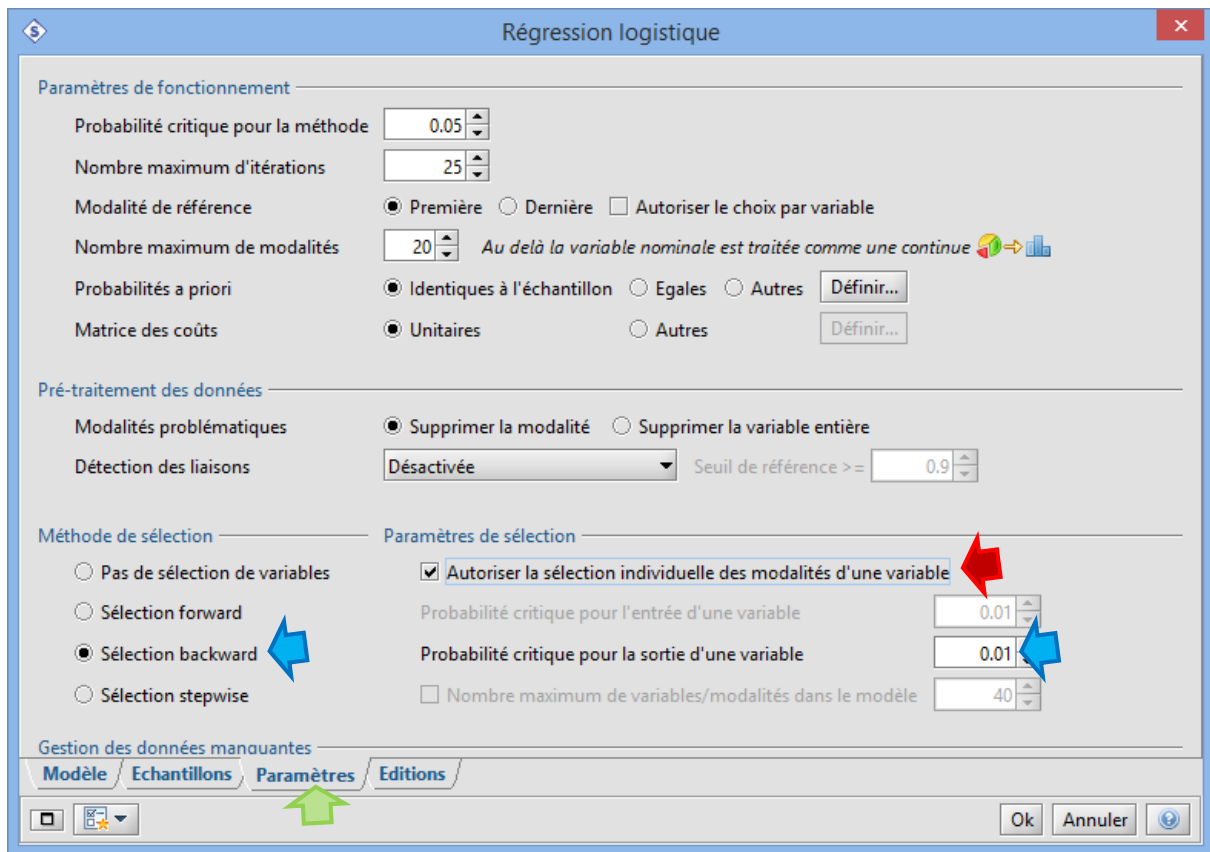 Régression logistique
Paramètres de fonctionnement
Probabilité critique pour la méthode 0.05
Nombre maximum d'itérations 25
Modalité de référence Première Dernière Autoriser le choix par variable
Nombre maximum de modalités 20 Au delà la variable nominale est traitée comme une continue
Probabilités a priori Identiques à l'échantillon Egales Autres Définir...
Matrice des coûts Unitaires Autres Définir...
Pré-traitement des données
Modalités problématiques Supprimer la modalité Supprimer la variable entière
Détection des liaisons Désactivée Seuil de référence >= 0.9
Méthode de sélection Paramètres de sélection
Pas de sélection de variables Autoriser la sélection individuelle des modalités d'une variable
Sélection forward Probabilité critique pour l'entrée d'une variable 0.01
Sélection backward Probabilité critique pour la sortie d'une variable 0.01
Sélection stepwise Nombre maximum de variables/modalités dans le modèle 40
Gestion des données manquantes
Modèle Echantillons Paramètres Editions
Ok Annuler